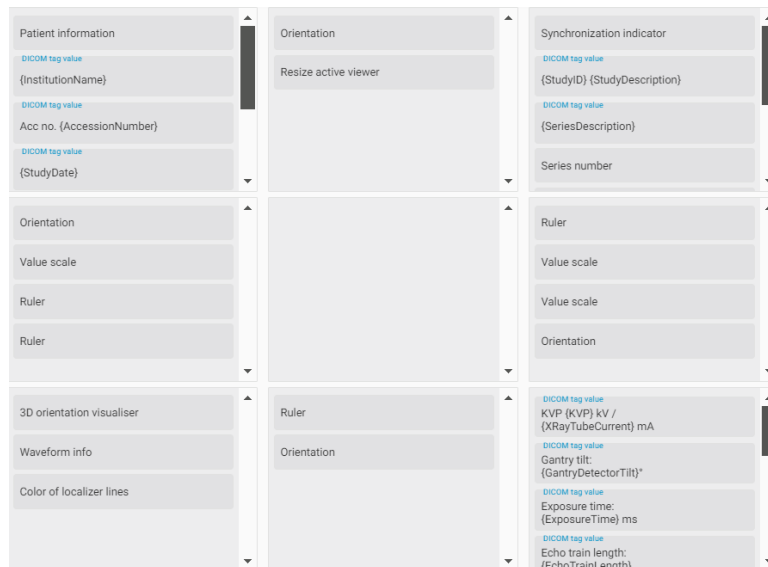 Patient information
DICOM tag value
{InstitutionName}
DICOM tag value
Acc no. {AccessionNumber}
DICOM tag value
{StudyDate}
Orientation
Resize active viewer
Synchronization indicator
DICOM tag value
{StudyID} {StudyDescription}
DICOM tag value
{SeriesDescription}
Series number
Orientation
Value scale
Ruler
Ruler
Ruler
Value scale
Value scale
Orientation
3D orientation visualiser
Waveform info
Color of localizer lines
Ruler
Orientation
DICOM tag value
KVP {KVP} kV /
{XRayTubeCurrent} mA
DICOM tag value
Gantry tilt:
{GantryDetectorTilt}°
DICOM tag value
Exposure time:
{ExposureTime} ms
DICOM tag value
Echo train length:
{EchoTrainLength}